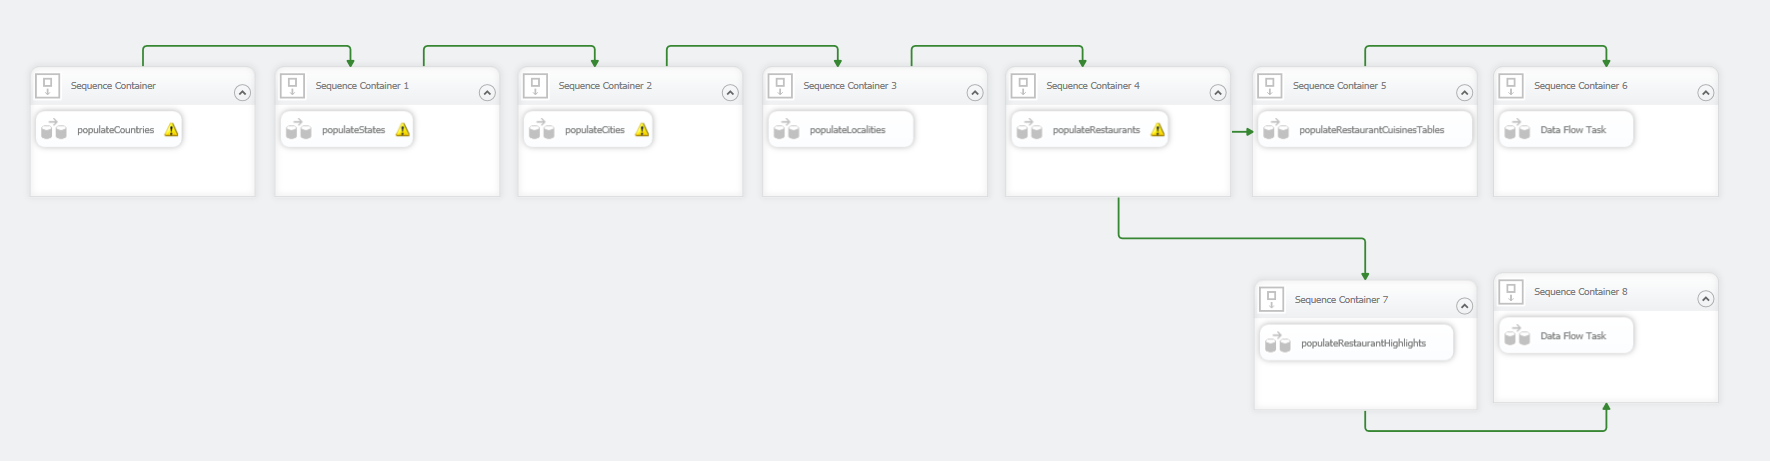 Sequence Container
populateCountries
Sequence Container 1
populateStates
Sequence Container 2
populateCities
Sequence Container 3
populateLocalities
Sequence Container 4
populateRestaurants
Sequence Container 5
populateRestaurantCuisinesTables
Sequence Container 6
Data Flow Task
Sequence Container 7
populateRestaurantHighlights
Sequence Container 8
Data Flow Task